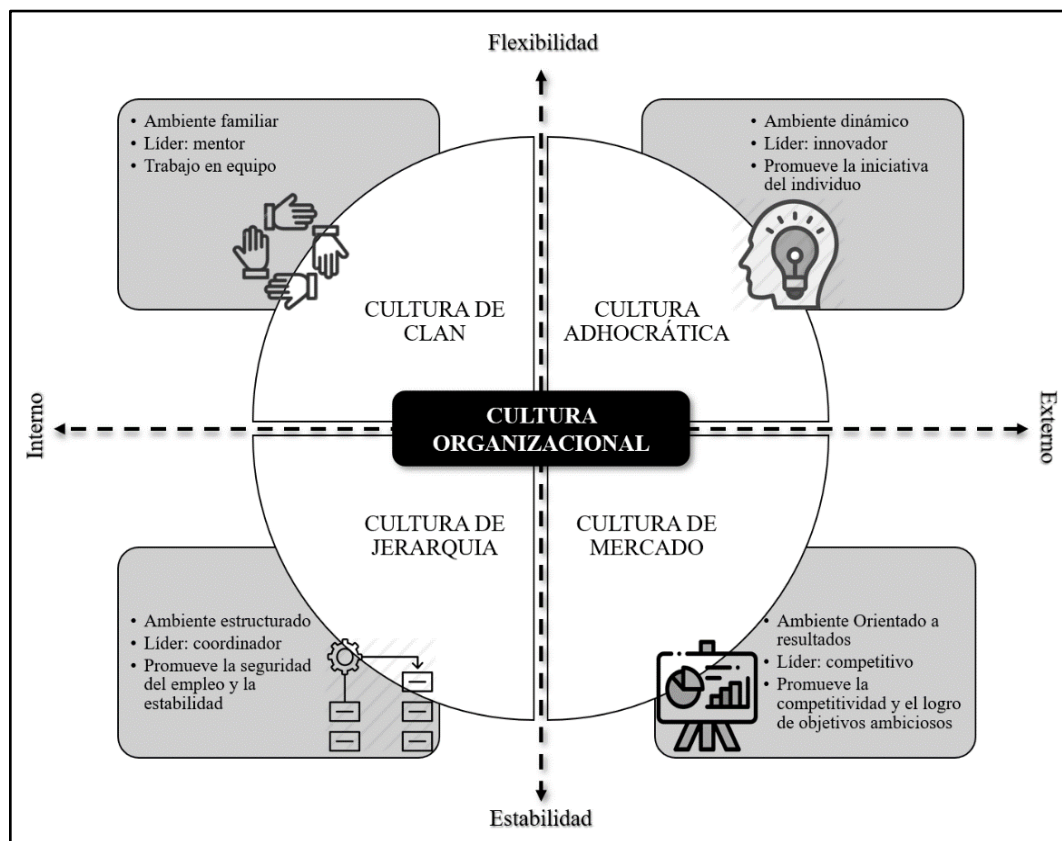 Flexibilidad
• Ambiente familiar
• Líder: mentor
• Trabajo en equipo
• Ambiente dinámico
• Líder: innovador
• Promueve la iniciativa
del individuo
CULTURA DE
CLAN
CULTURA
ADHOCRÁTICA
Interno
CULTURA
ORGANIZACIONAL
Externo
CULTURA DE
JERARQUIA
CULTURA DE
MERCADO
• Ambiente estructurado
• Líder: coordinador
• Promueve la seguridad
del empleo y la
estabilidad
• Ambiente Orientado a
resultados
• Líder: competitivo
• Promueve la
competitividad y el logro
de objetivos ambiciosos
Estabilidad